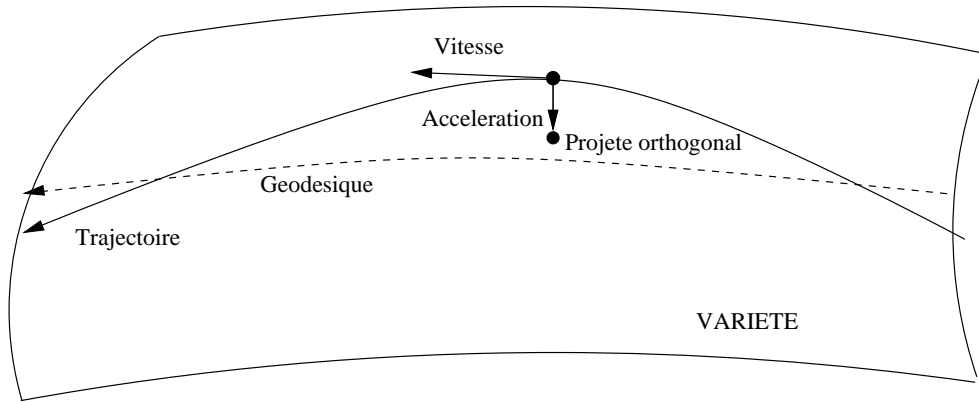 Vitesse
Acceleration
Projete orthogonal
Geodesique
Trajectoire
VARIETE